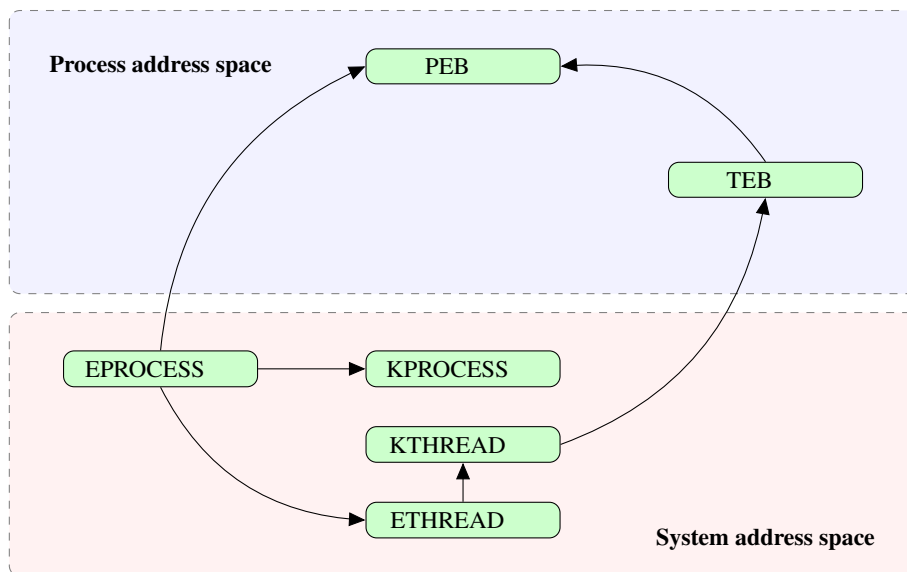 Process address space
PEB
TEB
EPROCESS
KPROCESS
KTHREAD
ETHREAD
System address space